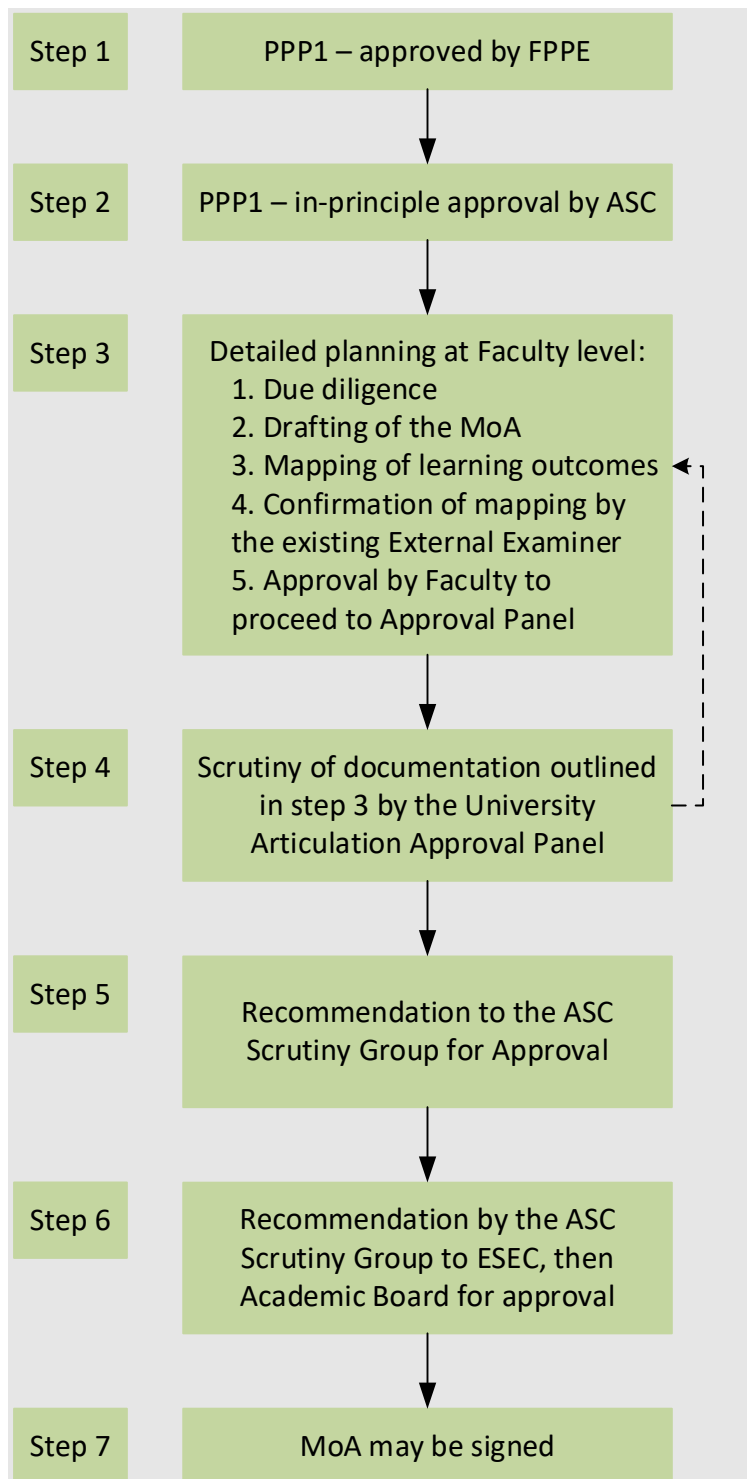 Step 1
PPP1 – approved by FPPE
Step 2
PPP1 – in-principle approval by ASC
Step 3
Detailed planning at Faculty level:
1. Due diligence
2. Drafting of the MoA
3. Mapping of learning outcomes
4. Confirmation of mapping by
the existing External Examiner
5. Approval by Faculty to
proceed to Approval Panel
Step 4
Scrutiny of documentation outlined
in step 3 by the University
Articulation Approval Panel
Step 5
Recommendation to the ASC
Scrutiny Group for Approval
Step 6
Recommendation by the ASC
Scrutiny Group to ESEC, then
Academic Board for approval
Step 7
MoA may be signed